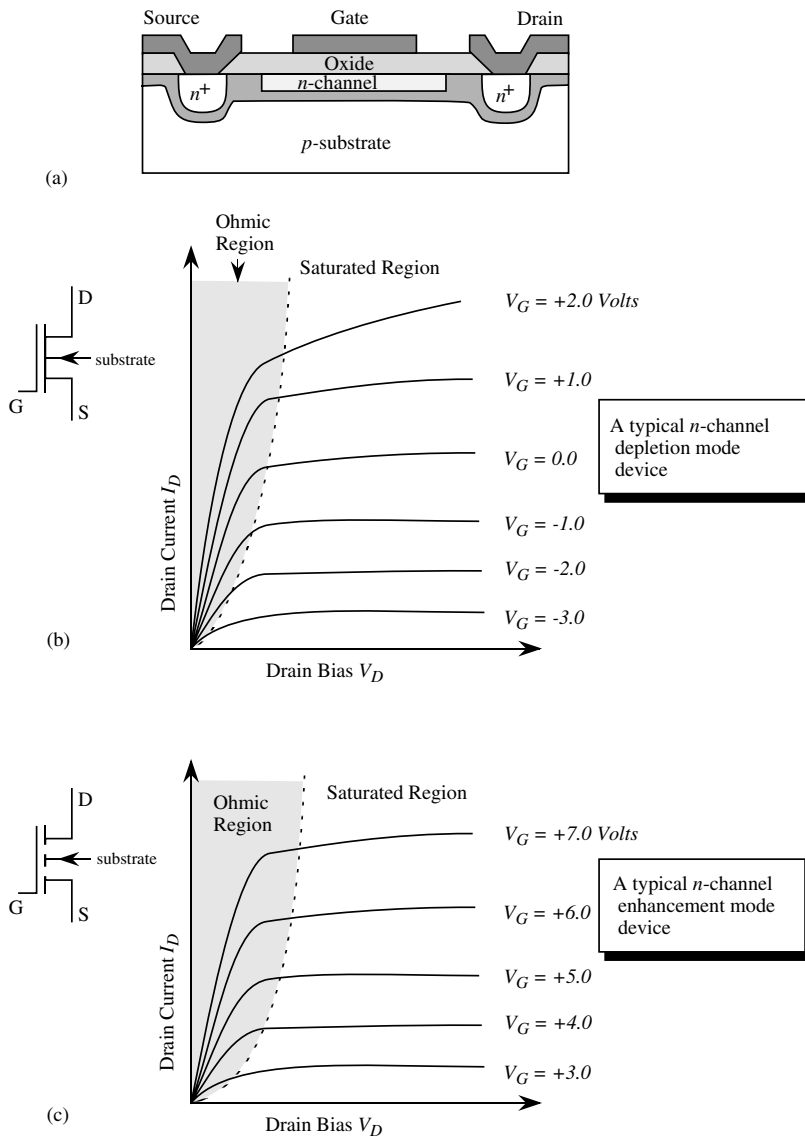 Source Gate Drain
Oxide
n-channel
n+ n+
p-substrate
(a)
Ohmic
Region
Saturated Region
D
substrate
G
S
Drain Current I_D
V_G = +2.0 Volts
V_G = +1.0
V_G = 0.0
V_G = -1.0
V_G = -2.0
V_G = -3.0
A typical n-channel
depletion mode
device
(b)
Drain Bias V_D
D
substrate
G
S
Ohmic
Region
Saturated Region
Drain Current I_D
V_G = +7.0 Volts
V_G = +6.0
V_G = +5.0
V_G = +4.0
V_G = +3.0
A typical n-channel
enhancement mode
device
(c)
Drain Bias V_D